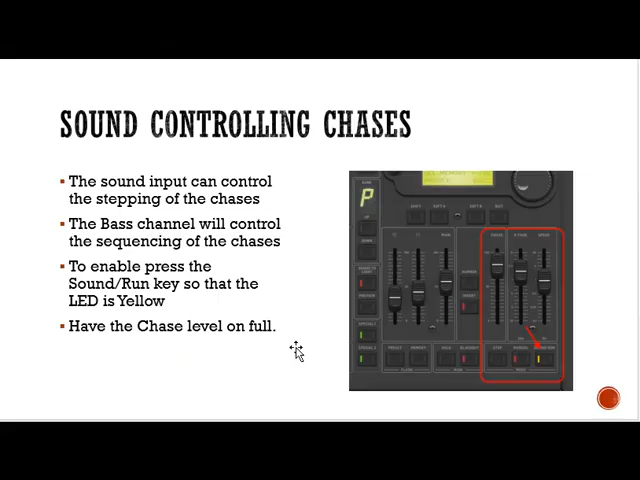 SOUND CONTROLLING CHASES
▪ The sound input can control
the stepping of the chases
▪ The Bass channel will control
the sequencing of the chases
▪ To enable press the
Sound/Run key so that the
LED is Yellow
▪ Have the Chase level on full.
P